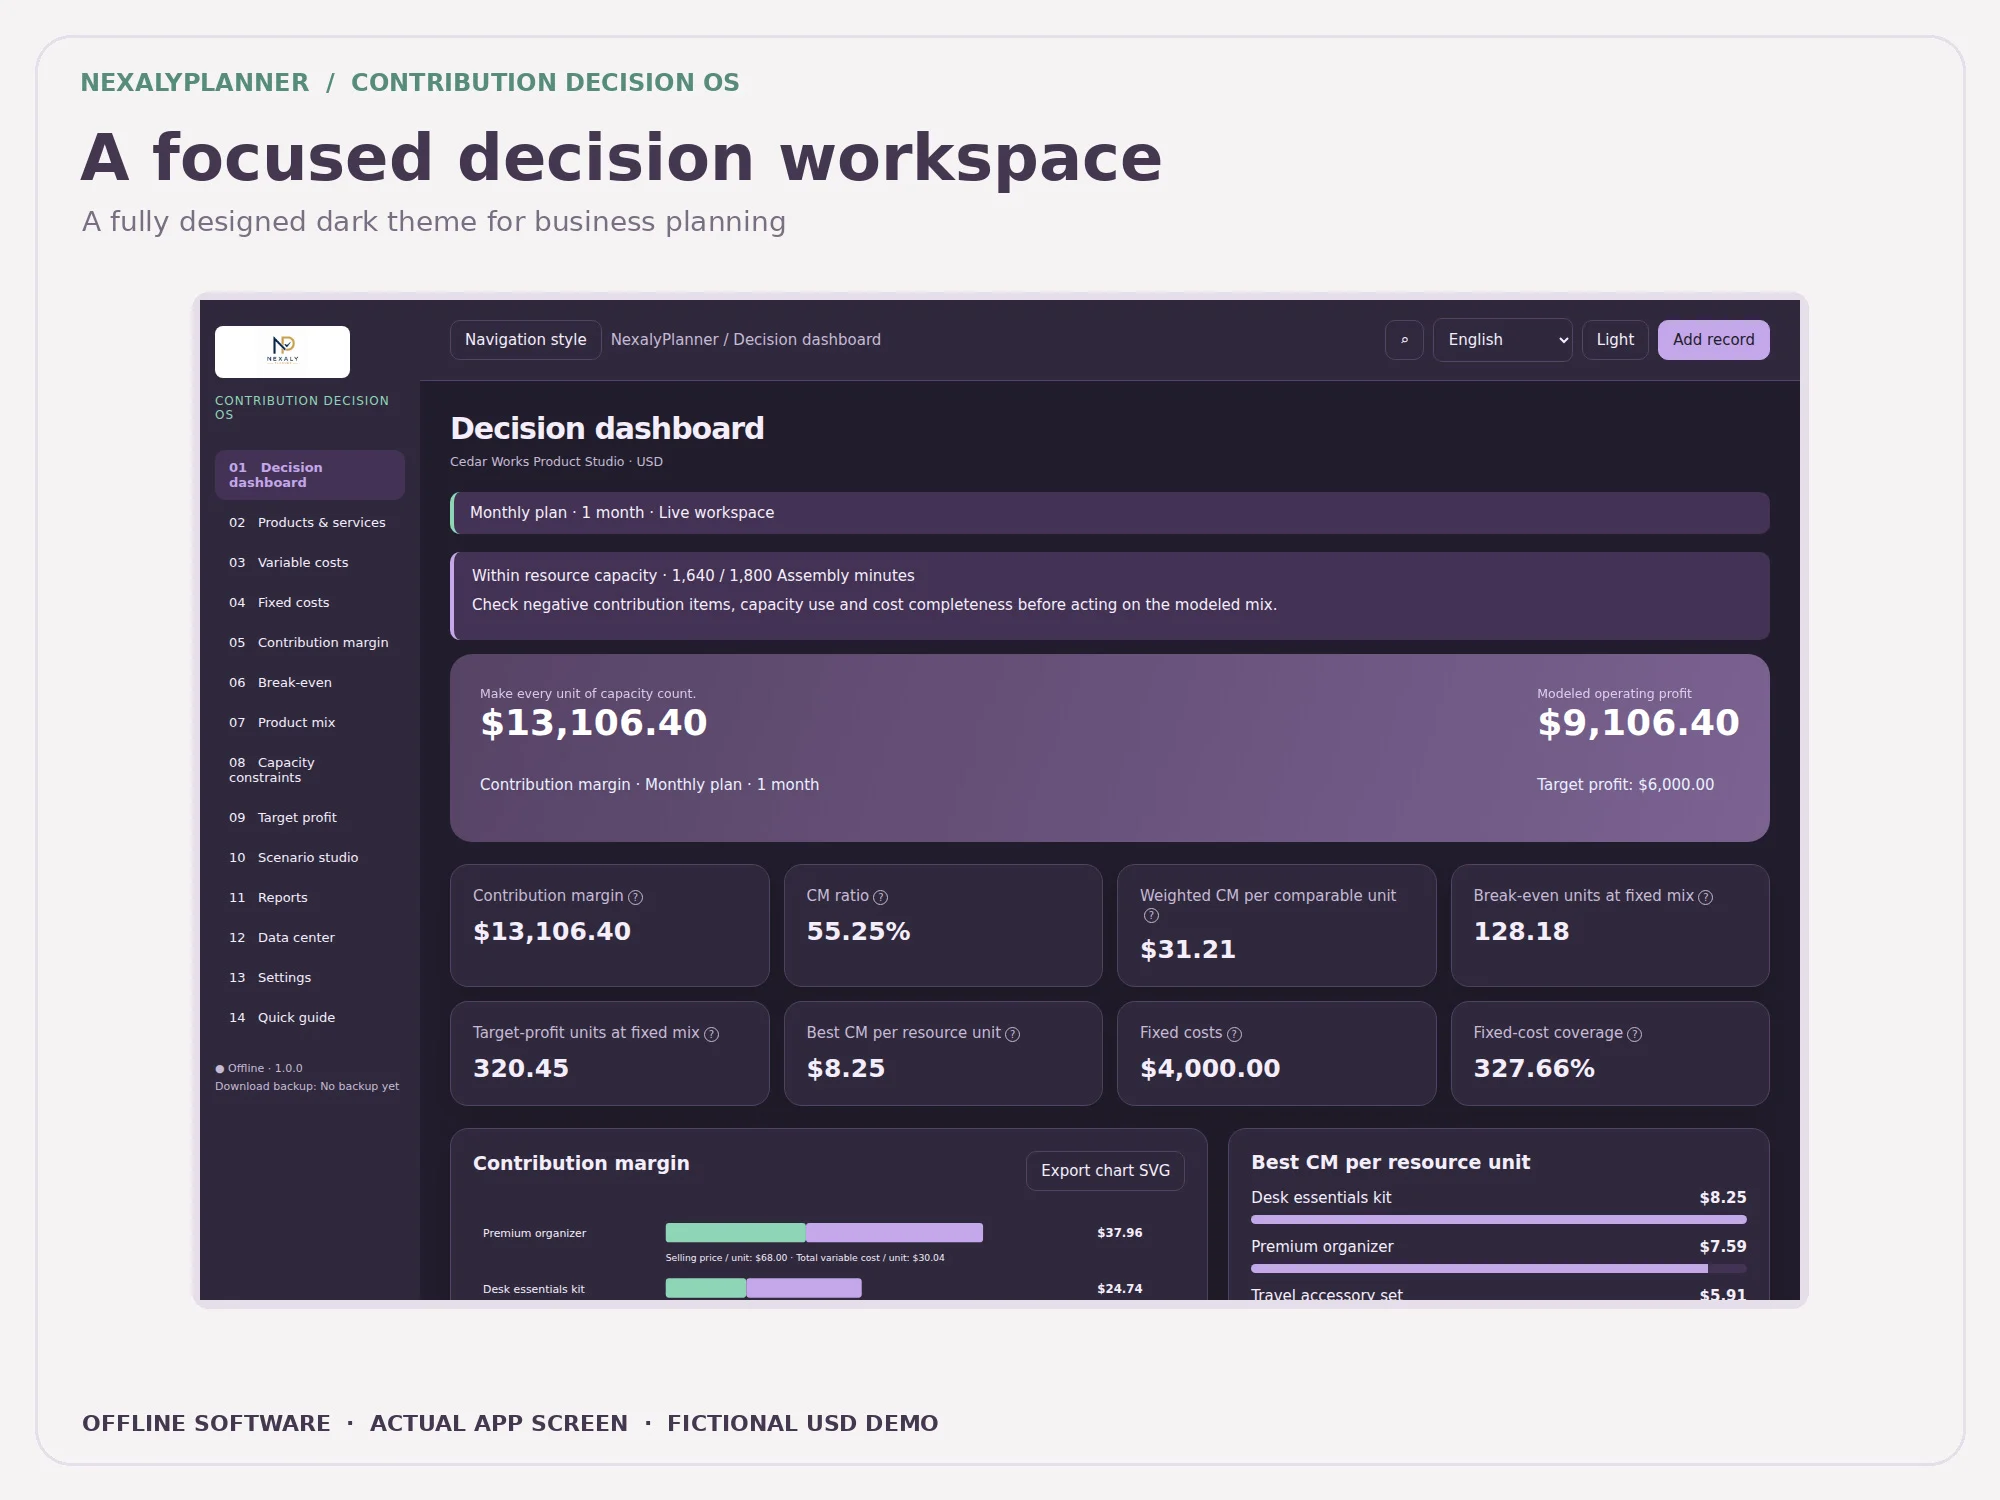 NEXALYPLANNER / CONTRIBUTION DECISION OS
A focused decision workspace
A fully designed dark theme for business planning
NEXALY
CONTRIBUTION DECISION
OS
01 Decision
dashboard
02 Products & services
03 Variable costs
04 Fixed costs
05 Contribution margin
06 Break-even
07 Product mix
08 Capacity
constraints
09 Target profit
10 Scenario studio
11 Reports
12 Data center
13 Settings
14 Quick guide
● Offline · 1.0.0
Download backup: No backup yet
Navigation style
NexalyPlanner / Decision dashboard
English
Light
Add record
Decision dashboard
Cedar Works Product Studio · USD
Monthly plan · 1 month · Live workspace
Within resource capacity · 1,640 / 1,800 Assembly minutes
Check negative contribution items, capacity use and cost completeness before acting on the modeled mix.
Make every unit of capacity count.
$13,106.40
Contribution margin · Monthly plan · 1 month
Modeled operating profit
$9,106.40
Target profit: $6,000.00
Contribution margin ?
$13,106.40
CM ratio ?
55.25%
Weighted CM per comparable unit
?
$31.21
Break-even units at fixed mix ?
128.18
Target-profit units at fixed mix ?
320.45
Best CM per resource unit ?
$8.25
Fixed costs ?
$4,000.00
Fixed-cost coverage ?
327.66%
Contribution margin
Export chart SVG
Premium organizer
$37.96
Selling price / unit: $68.00 · Total variable cost / unit: $30.04
Desk essentials kit
$24.74
Best CM per resource unit
Desk essentials kit
$8.25
Premium organizer
$7.59
Travel accessory set
$5.91
OFFLINE SOFTWARE · ACTUAL APP SCREEN · FICTIONAL USD DEMO